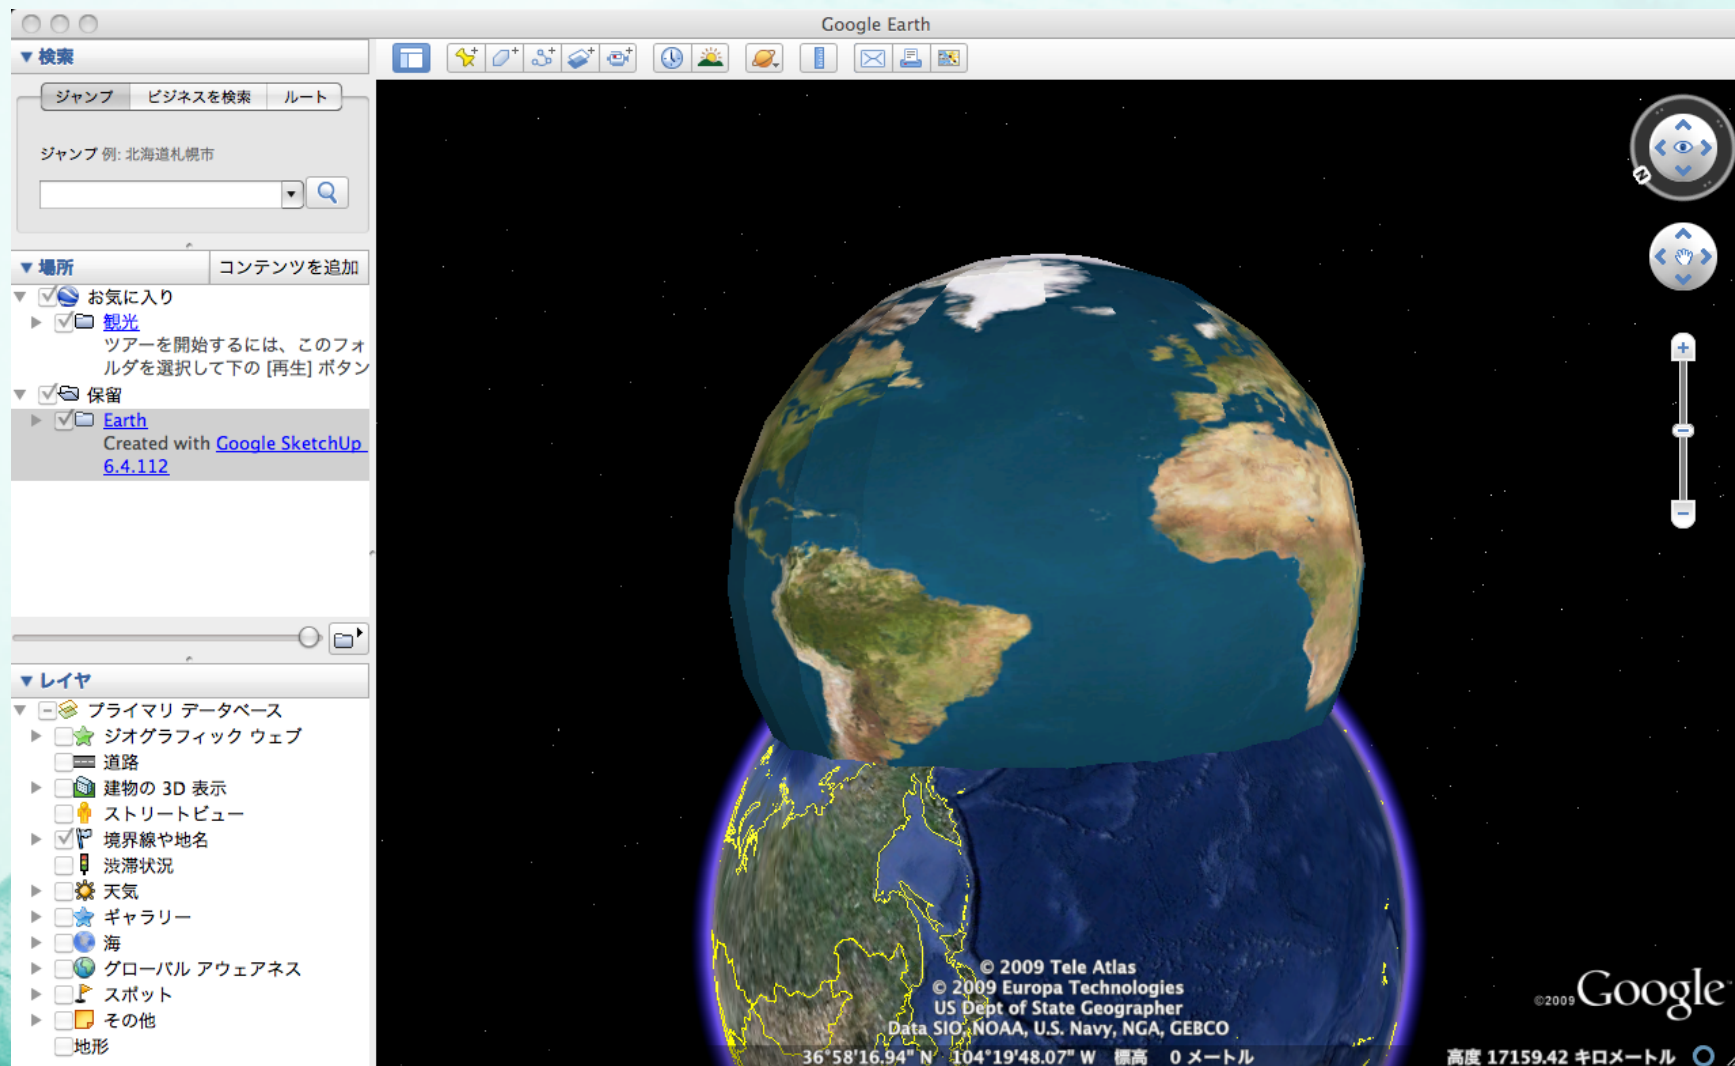 Google Earth
検索
ジャンプ ビジネスを検索 ルート
ジャンプ 例: 北海道札幌市
場所 コンテンツを追加
お気に入り
観光
ツアーを開始するには、このフォ
ルダを選択して下の [再生] ボタン
保留
Earth
Created with Google SketchUp
6.4.112
レイヤ
プライマリ データベース
ジオグラフィック ウェブ
道路
建物の 3D 表示
ストリートビュー
境界線や地名
渋滞状況
天気
ギャラリー
海
グローバル アウェアネス
スポット
その他
地形
N
© 2009 Tele Atlas
© 2009 Europa Technologies
US Dept of State Geographer
Data SIO, NOAA, U.S. Navy, NGA, GEBCO
©2009 Google
36°58'16.94" N 104°19'48.07" W 標高 0 メートル
高度 17159.42 キロメートル